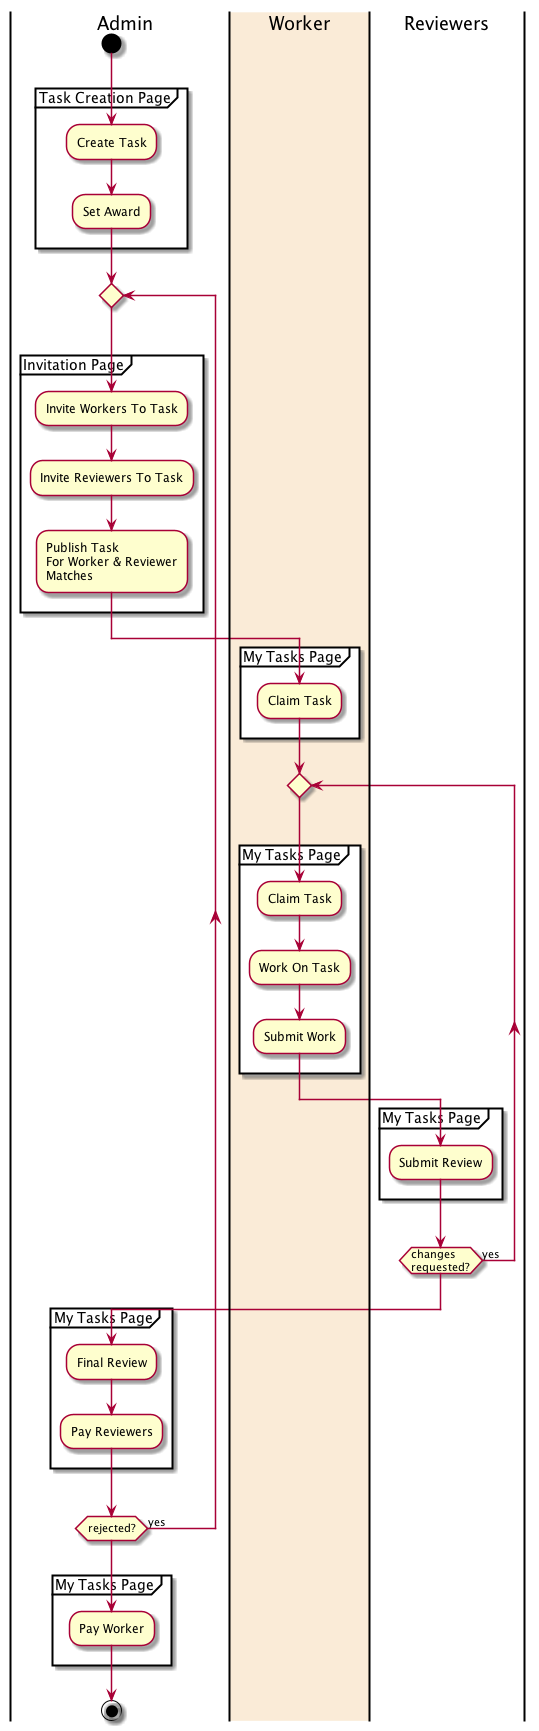 Admin
Worker
Reviewers
Task Creation Page
Create Task
Set Award
Invitation Page
Invite Workers To Task
Invite Reviewers To Task
Publish Task
For Worker & Reviewer
Matches
My Tasks Page
Claim Task
My Tasks Page
Claim Task
Work On Task
Submit Work
My Tasks Page
Submit Review
changes
requested?
yes
My Tasks Page
Final Review
Pay Reviewers
rejected?
yes
My Tasks Page
Pay Worker